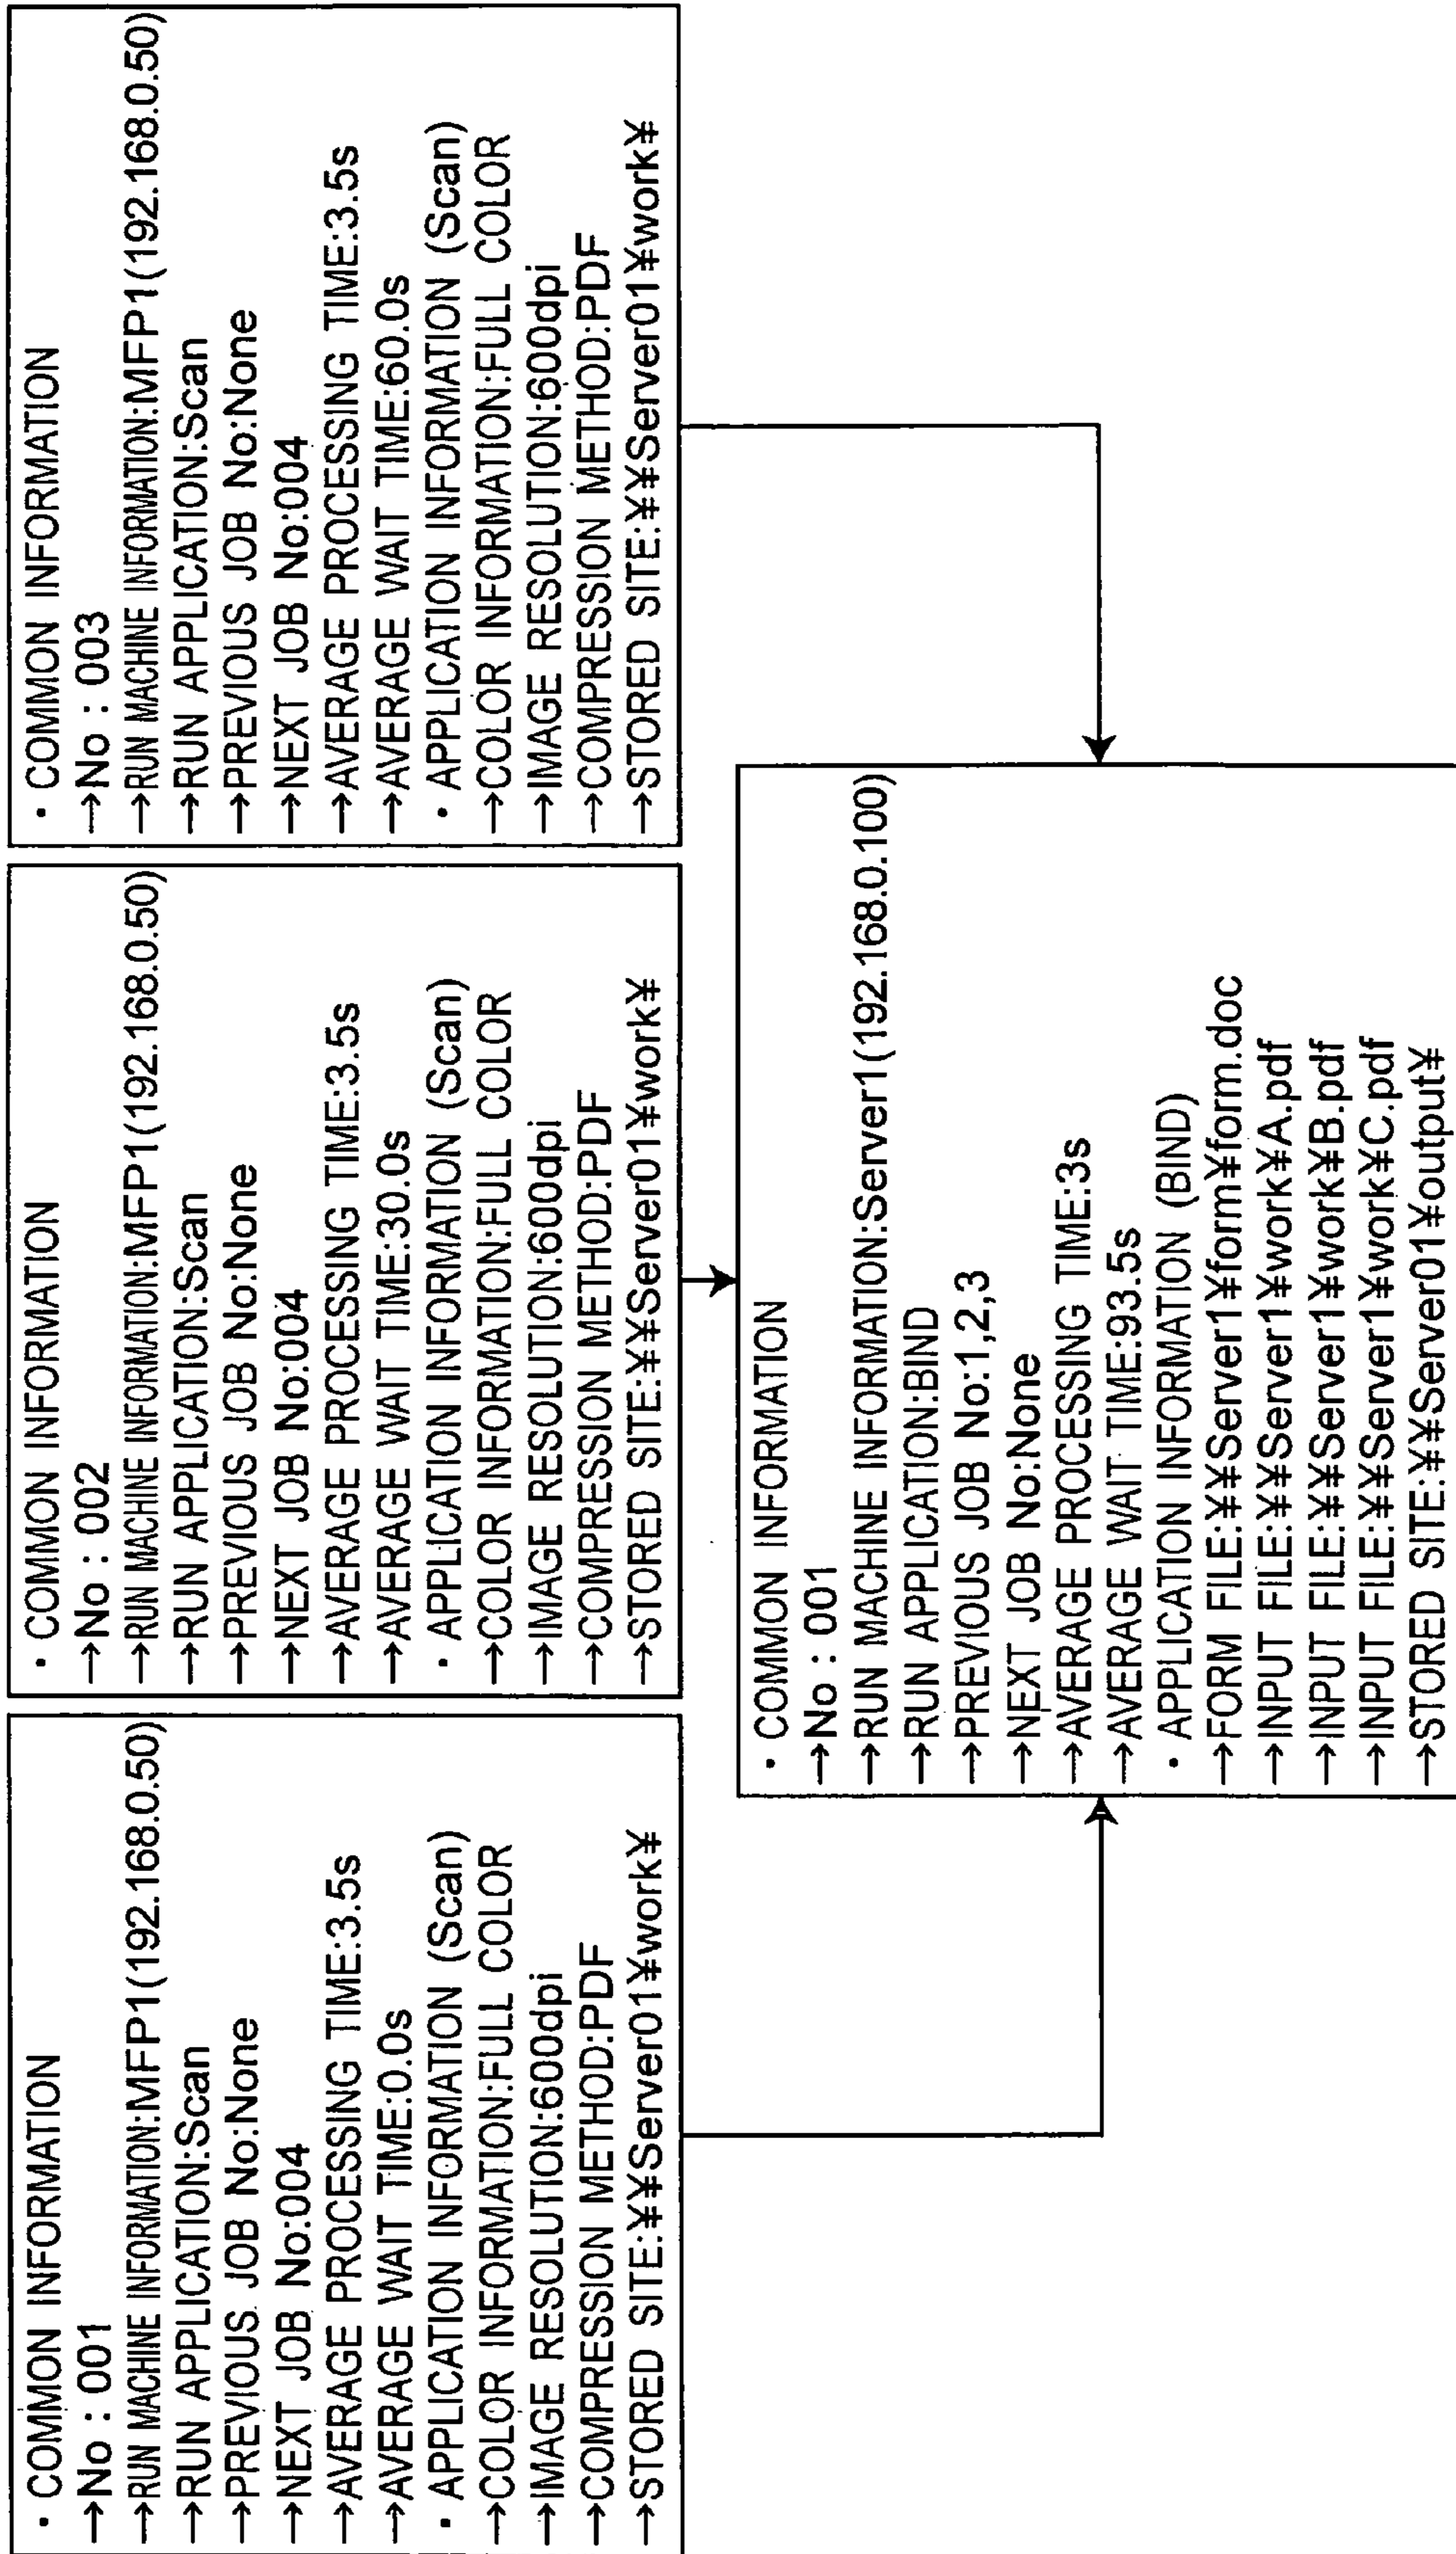 ・COMMON INFORMATION
→No : 001
→RUN MACHINE INFORMATION:MFP1(192.168.0.50)
→RUN APPLICATION:Scan
→PREVIOUS JOB No:None
→NEXT JOB No:004
→AVERAGE PROCESSING TIME:3.5s
→AVERAGE WAIT TIME:0.0s
・APPLICATION INFORMATION (Scan)
→COLOR INFORMATION:FULL COLOR
→IMAGE RESOLUTION:600dpi
→COMPRESSION METHOD:PDF
→STORED SITE:¥¥Server01¥work¥
・COMMON INFORMATION
→No : 002
→RUN MACHINE INFORMATION:MFP1(192.168.0.50)
→RUN APPLICATION:Scan
→PREVIOUS JOB No:None
→NEXT JOB No:004
→AVERAGE PROCESSING TIME:3.5s
→AVERAGE WAIT TIME:30.0s
・APPLICATION INFORMATION (Scan)
→COLOR INFORMATION:FULL COLOR
→IMAGE RESOLUTION:600dpi
→COMPRESSION METHOD:PDF
→STORED SITE:¥¥Server01¥work¥
・COMMON INFORMATION
→No : 003
→RUN MACHINE INFORMATION:MFP1(192.168.0.50)
→RUN APPLICATION:Scan
→PREVIOUS JOB No:None
→NEXT JOB No:004
→AVERAGE PROCESSING TIME:3.5s
→AVERAGE WAIT TIME:60.0s
・APPLICATION INFORMATION (Scan)
→COLOR INFORMATION:FULL COLOR
→IMAGE RESOLUTION:600dpi
→COMPRESSION METHOD:PDF
→STORED SITE:¥¥Server01¥work¥
・COMMON INFORMATION
→No : 001
→RUN MACHINE INFORMATION:Server1(192.168.0.100)
→RUN APPLICATION:BIND
→PREVIOUS JOB No:1,2,3
→NEXT JOB No:None
→AVERAGE PROCESSING TIME:3s
→AVERAGE WAIT TIME:93.5s
・APPLICATION INFORMATION (BIND)
→FORM FILE:¥¥Server1¥form¥form.doc
→INPUT FILE:¥¥Server1¥work¥A.pdf
→INPUT FILE:¥¥Server1¥work¥B.pdf
→INPUT FILE:¥¥Server1¥work¥C.pdf
→STORED SITE:¥¥Server01¥output¥